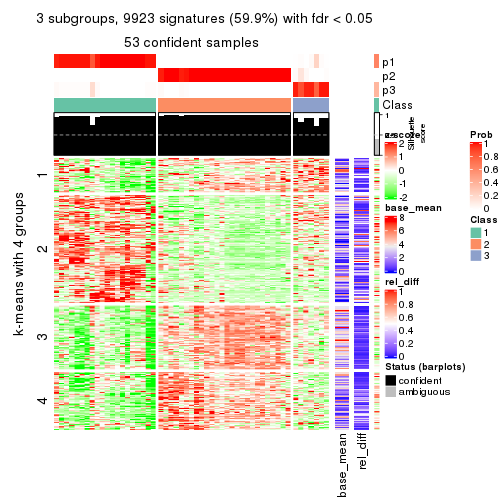 3 subgroups, 9923 signatures (59.9%) with fdr < 0.05
53 confident samples
p1
p2
p3
Class
1
Silhouette
score
k-means with 4 groups
1
2
3
4
base_mean
rel_diff
z-score
2
1
0
-1
-2
base_mean
8
6
4
2
0
rel_diff
1
0.8
0.6
0.4
0.2
0
Status (barplots)
confident
ambiguous
Prob
1
0.8
0.6
0.4
0.2
0
Class
1
2
3